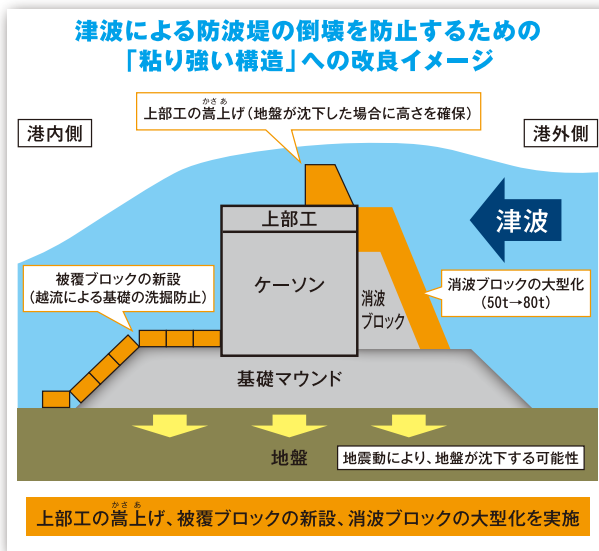 津波による防波堤の倒壊を防止するための
「粘り強い構造」への改良イメージ
かさ あ
上部工の嵩上げ（地盤が沈下した場合に高さを確保）
港内側
港外側
津波
上部工
ケーソン
被覆ブロックの新設
（越流による基礎の洗掘防止）
消波
ブロック
消波ブロックの大型化
（50t→80t）
基礎マウンド
地盤
地震動により、地盤が沈下する可能性
かさ あ
上部工の嵩上げ、被覆ブロックの新設、消波ブロックの大型化を実施